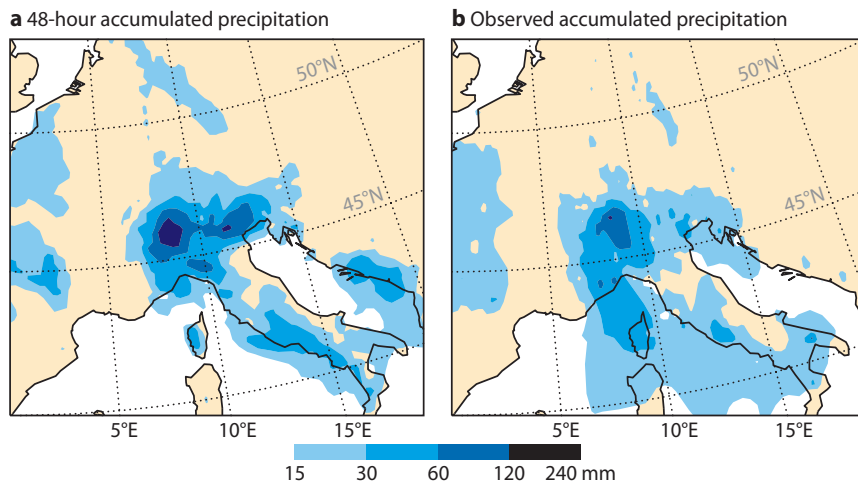 a 48-hour accumulated precipitation
b Observed accumulated precipitation
50°N
45°N
50°N
45°N
5°E 10°E 15°E
5°E 10°E 15°E
15 30 60 120 240 mm